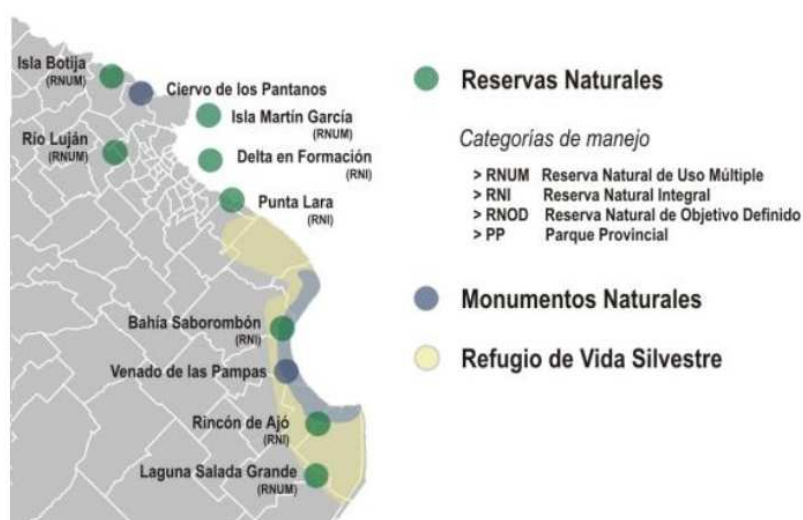 Isla Botija
(RNUM)
Ciervo de los Pantanos
Isla Martín García
(RNUM)
Río Luján
(RNUM)
Delta en Formación
(RNI)
Punta Lara
(RNI)
Bahía Saborombón
(RNI)
Venado de las Pampas
Rincón de Ajó
(RNI)
Laguna Salada Grande
(RNUM)
Reservas Naturales
Categorías de manejo
> RNUM Reserva Natural de Uso Múltiple
> RNI Reserva Natural Integral
> RNOD Reserva Natural de Objetivo Definido
> PP Parque Provincial
Monumentos Naturales
Refugio de Vida Silvestre